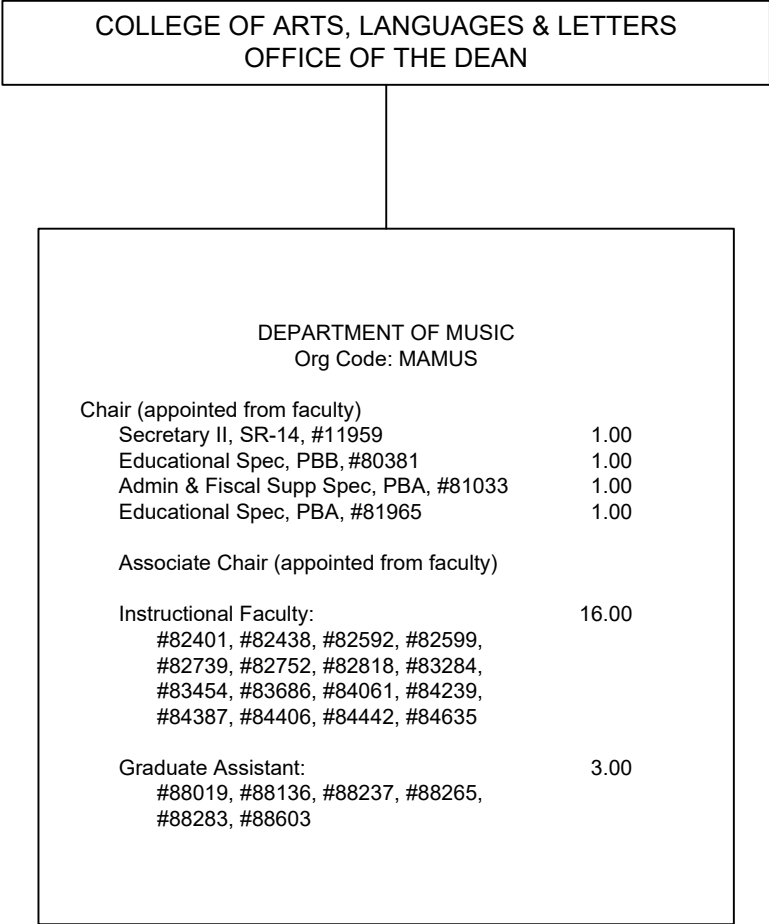 COLLEGE OF ARTS, LANGUAGES & LETTERS
OFFICE OF THE DEAN
DEPARTMENT OF MUSIC
Org Code: MAMUS
Chair (appointed from faculty)
Secretary II, SR-14, #11959 1.00
Educational Spec, PBB, #80381 1.00
Admin & Fiscal Supp Spec, PBA, #81033 1.00
Educational Spec, PBA, #81965 1.00
Associate Chair (appointed from faculty)
Instructional Faculty: 16.00
#82401, #82438, #82592, #82599,
#82739, #82752, #82818, #83284,
#83454, #83686, #84061, #84239,
#84387, #84406, #84442, #84635
Graduate Assistant: 3.00
#88019, #88136, #88237, #88265,
#88283, #88603